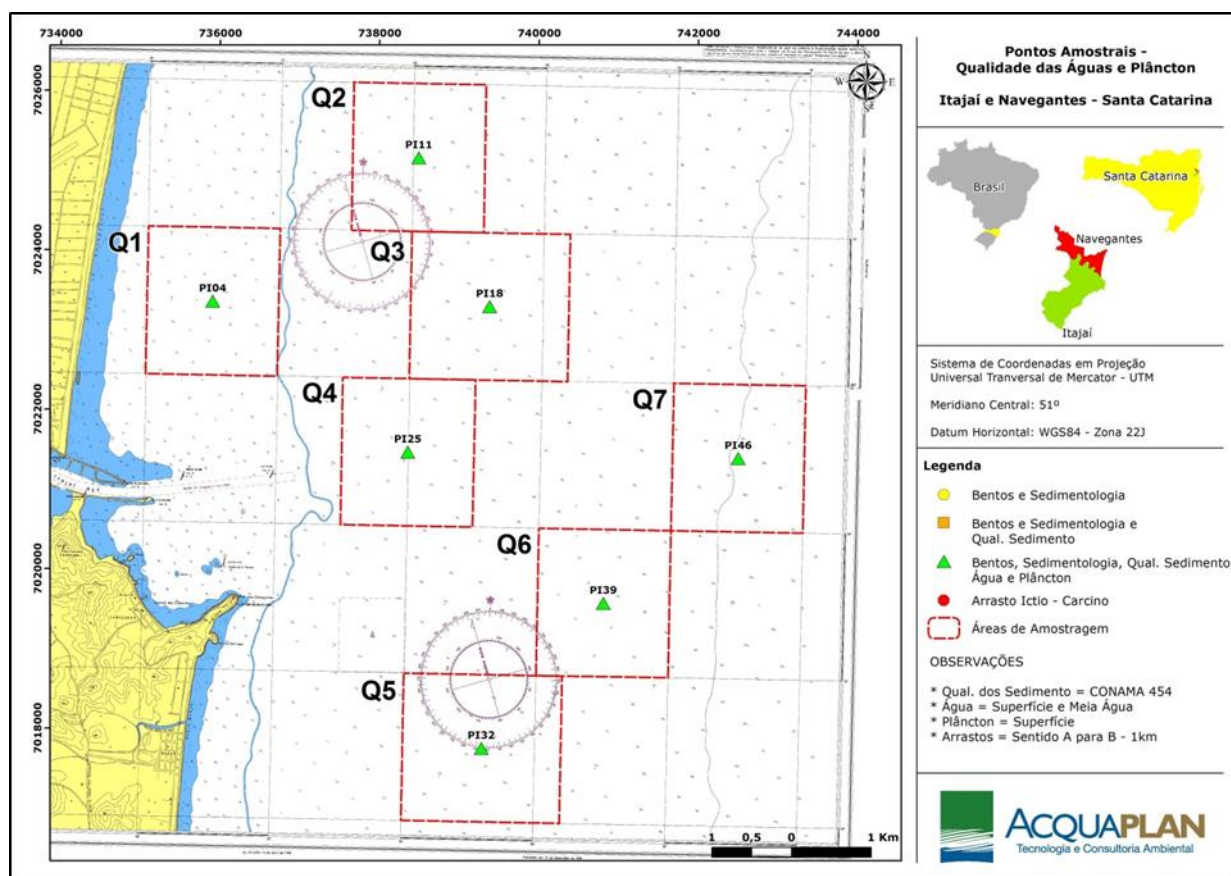 734000 736000 738000 740000 742000 744000
7026000
7024000
7022000
7020000
7018000
Q2
PI11
Q1
PI04
Q3
PI18
Q4
PI25
Q7
PI46
Q6
PI39
Q5
PI32
1 0,5 0 1 Km
Pontos Amostrais -
Qualidade das Águas e Plâncton
Itajaí e Navegantes - Santa Catarina
W E
Brasil
Santa Catarina
Navegantes
Itajaí
Sistema de Coordenadas em Projeção
Universal Tranversal de Mercator - UTM
Meridiano Central: 51º
Datum Horizontal: WGS84 - Zona 22J
Legenda
Bentos e Sedimentologia
Bentos e Sedimentologia e
Qual. Sedimento
Bentos, Sedimentologia, Qual. Sedimento
Água e Plâncton
Arrasto Ictio - Carcino
Áreas de Amostragem
OBSERVAÇÕES
* Qual. dos Sedimento = CONAMA 454
* Água = Superfície e Meia Água
* Plâncton = Superfície
* Arrastos = Sentido A para B - 1km
ACQUAPLAN
Tecnologia e Consultoria Ambiental